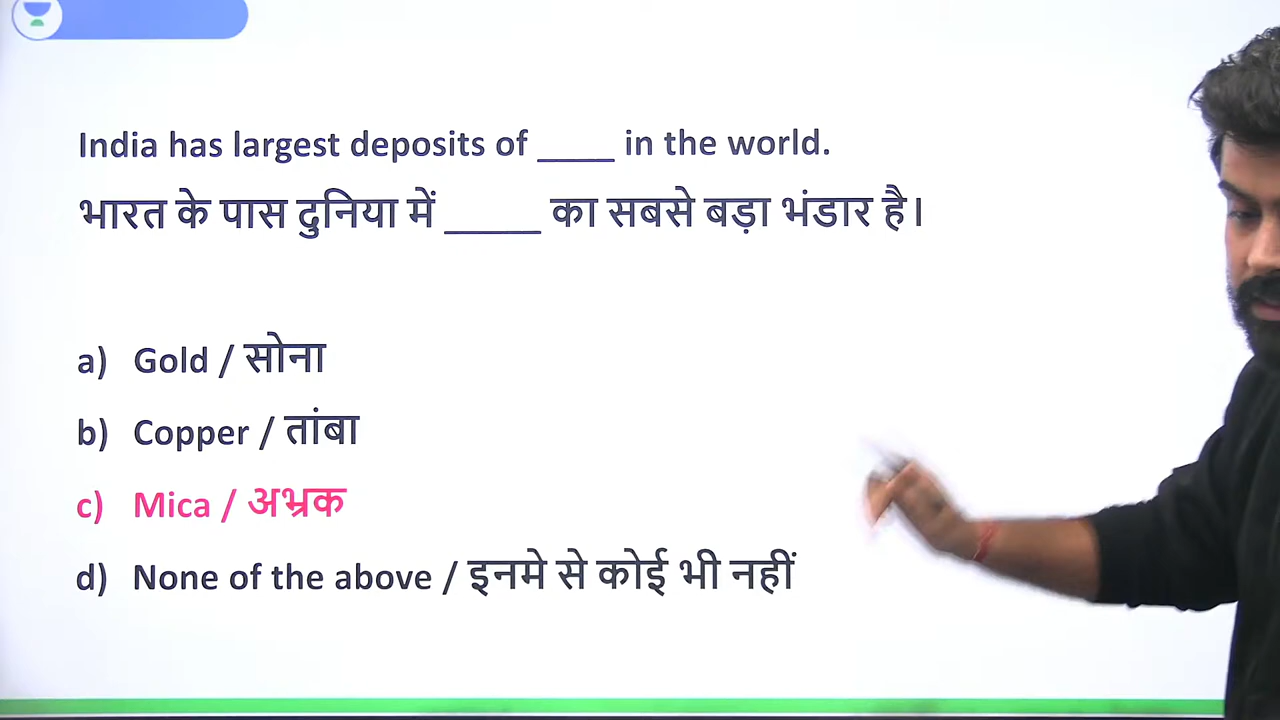 India has largest deposits of ____ in the world.
भारत के पास दुनिया में _____ का सबसे बड़ा भंडार है।
a) Gold / सोना
b) Copper / तांबा
c) Mica / अभ्रक
d) None of the above / इनमे से कोई भी नहीं